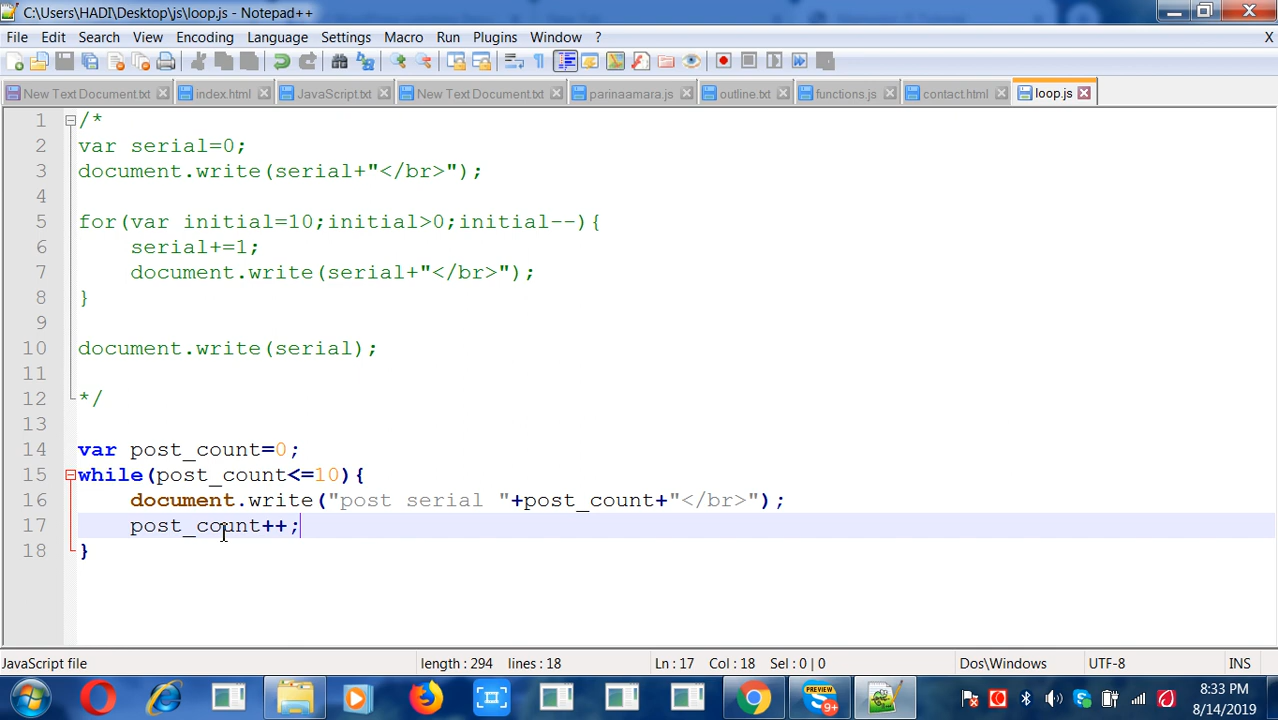 C:\Users\HADI\Desktop\js\loop.js - Notepad++
File Edit Search View Encoding Language Settings Macro Run Plugins Window ? X
New Text Document.txt index.html JavaScript.txt New Text Document.txt parinaamara.js outline.txt functions.js contact.html loop.js
1 /*
2 var serial=0;
3 document.write(serial+"</br>");
4
5 for(var initial=10;initial>0;initial--){
6 serial+=1;
7 document.write(serial+"</br>");
8 }
9
10 document.write(serial);
11
12 */
13
14 var post_count=0;
15 while(post_count<=10){
16 document.write("post serial "+post_count+"</br>");
17 post_count++;
18 }
JavaScript file length : 294 lines : 18 Ln : 17 Col : 18 Sel : 0 | 0 Dos\Windows UTF-8 INS
PREVIEW
9+
8:33 PM
8/14/2019